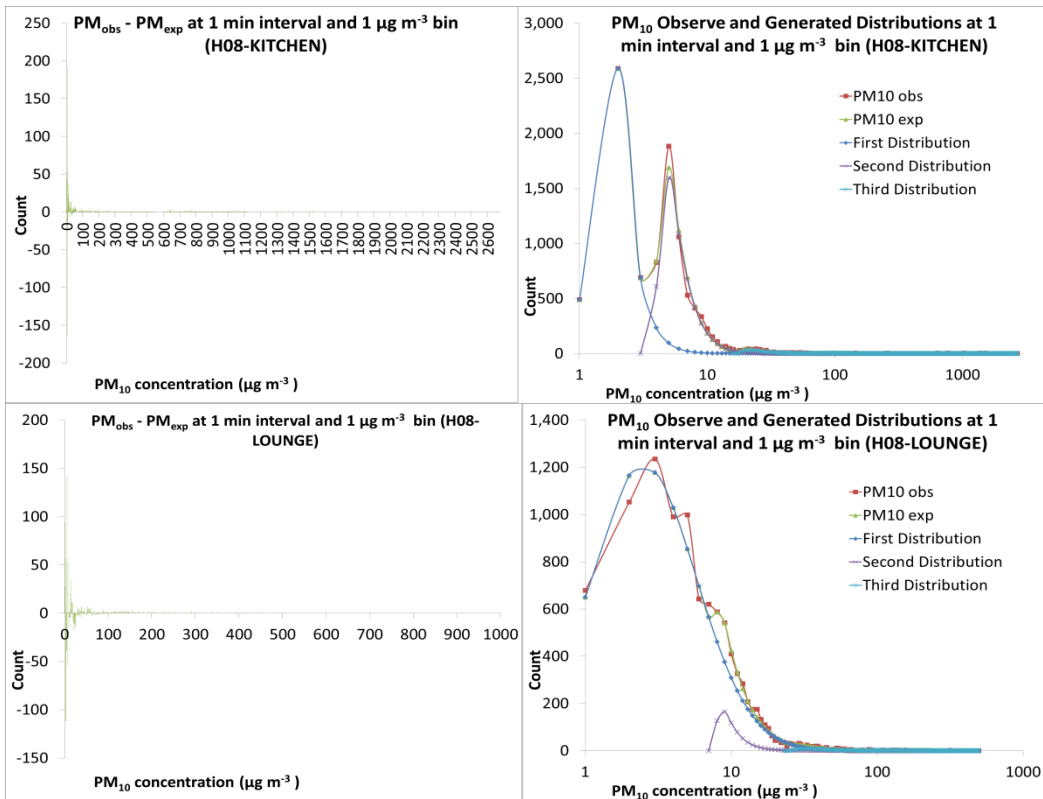 PMobs - PMexp at 1 min interval and 1 µg m-3 bin
(H08-KITCHEN)
250
200
150
100
50
0
-50
-100
-150
-200
Count
0
100
200
300
400
500
600
700
800
900
1000
1100
1200
1300
1400
1500
1600
1700
1800
1900
2000
2100
2200
2300
2400
2500
2600
PM10 concentration (µg m-3 )
PM10 Observe and Generated Distributions at 1
min interval and 1 µg m-3 bin (H08-KITCHEN)
3,000
2,500
2,000
1,500
1,000
500
0
Count
PM10 obs
PM10 exp
First Distribution
Second Distribution
Third Distribution
1
10
100
1000
PM10 concentration (µg m-3 )
PMobs - PMexp at 1 min interval and 1 µg m-3 bin (H08-
LOUNGE)
200
150
100
50
0
-50
-100
-150
Count
0 100 200 300 400 500 600 700 800 900 1000
PM10 concentration (µg m-3 )
PM10 Observe and Generated Distributions at 1
min interval and 1 µg m-3 bin (H08-LOUNGE)
1,400
1,200
1,000
800
600
400
200
0
Count
PM10 obs
PM10 exp
First Distribution
Second Distribution
Third Distribution
1 10 100 1000
PM10 concentration (µg m-3 )